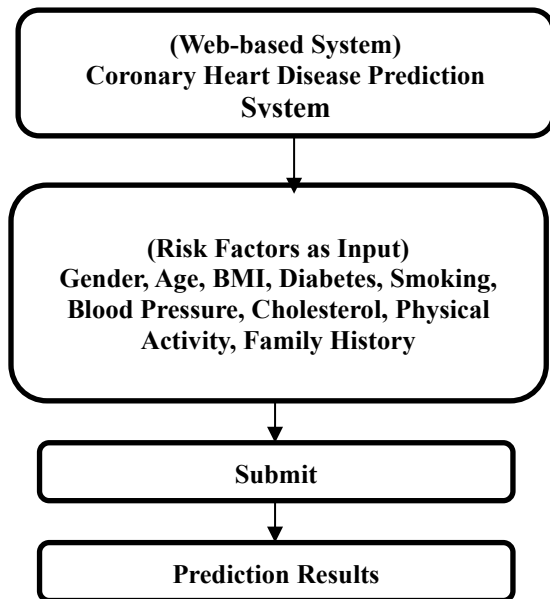 (Web-based System)
Coronary Heart Disease Prediction
System
(Risk Factors as Input)
Gender, Age, BMI, Diabetes, Smoking,
Blood Pressure, Cholesterol, Physical
Activity, Family History
Submit
Prediction Results